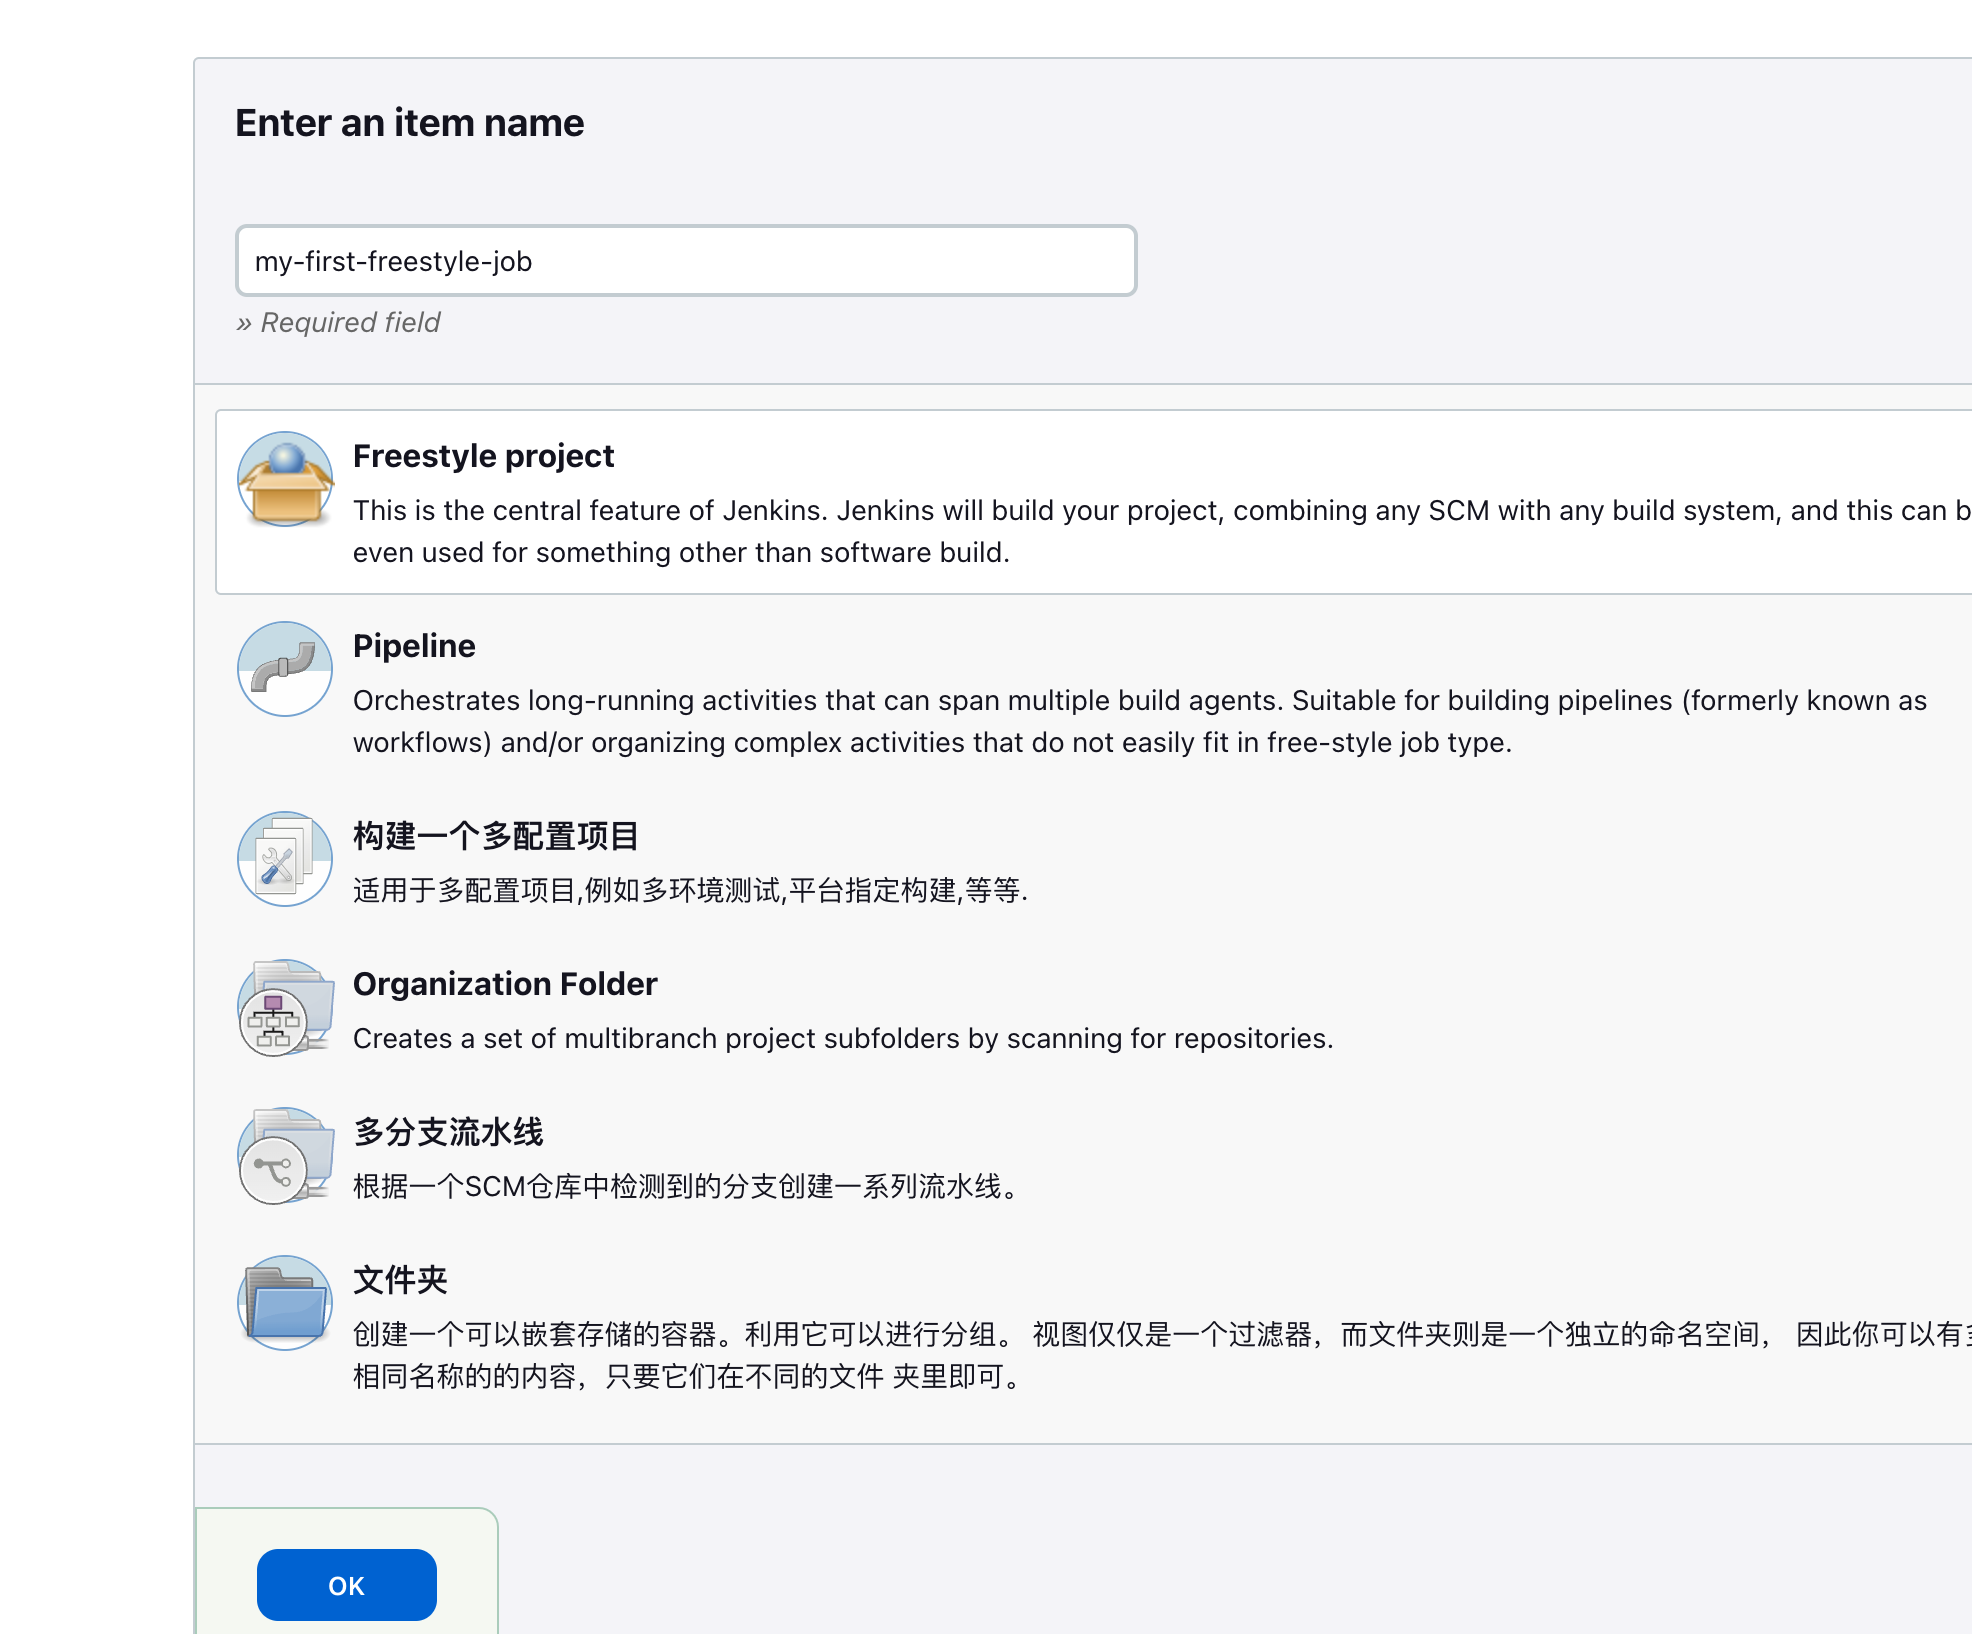 Enter an item name
my-first-freestyle-job
» Required field
Freestyle project
This is the central feature of Jenkins. Jenkins will build your project, combining any SCM with any build system, and this can
even used for something other than software build.
Pipeline
Orchestrates long-running activities that can span multiple build agents. Suitable for building pipelines (formerly known as
workflows) and/or organizing complex activities that do not easily fit in free-style job type.
构建一个多配置项目
适用于多配置项目,例如多环境测试,平台指定构建,等等.
Organization Folder
Creates a set of multibranch project subfolders by scanning for repositories.
多分支流水线
根据一个SCM仓库中检测到的分支创建一系列流水线。
文件夹
创建一个可以嵌套存储的容器。利用它可以进行分组。 视图仅仅是一个过滤器，而文件夹则是一个独立的命名空间， 因此你可以有
相同名称的的内容，只要它们在不同的文件 夹里即可。
OK